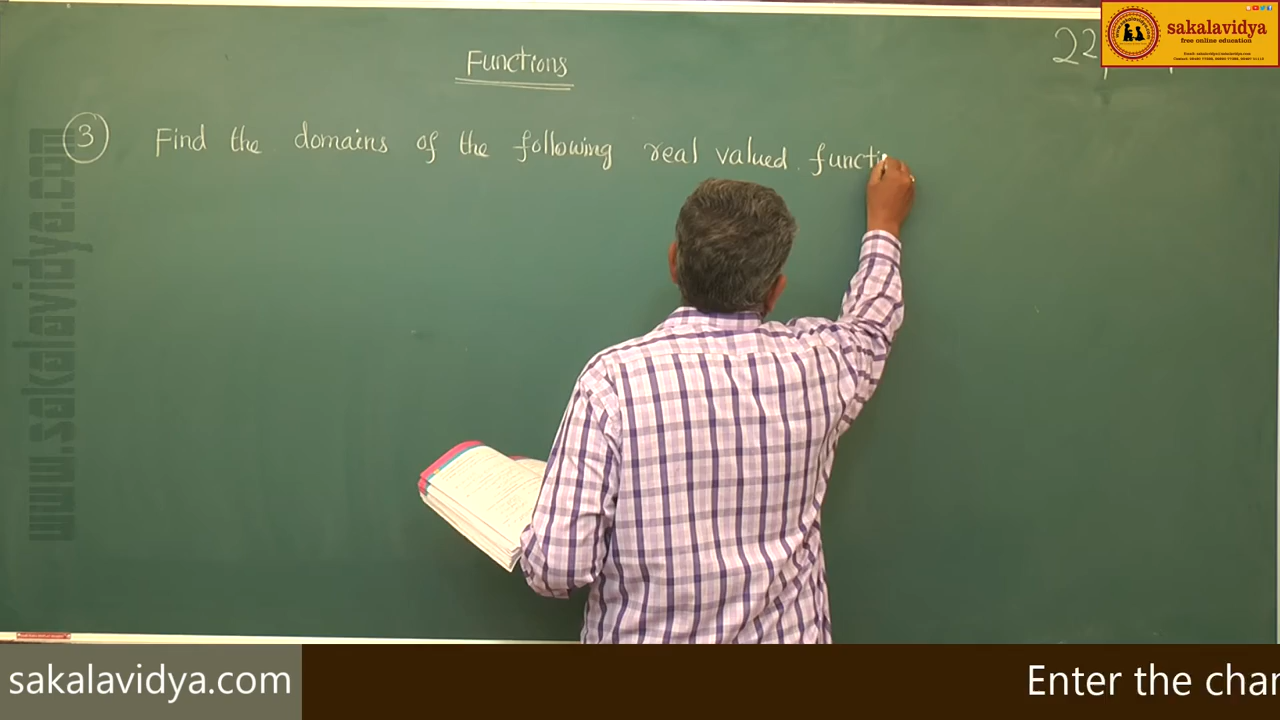 sakalavidya
free online education
22
Functions
3 Find the domains of the following real valued functi
www.sakalavidya.com
sakalavidya.com
Enter the char